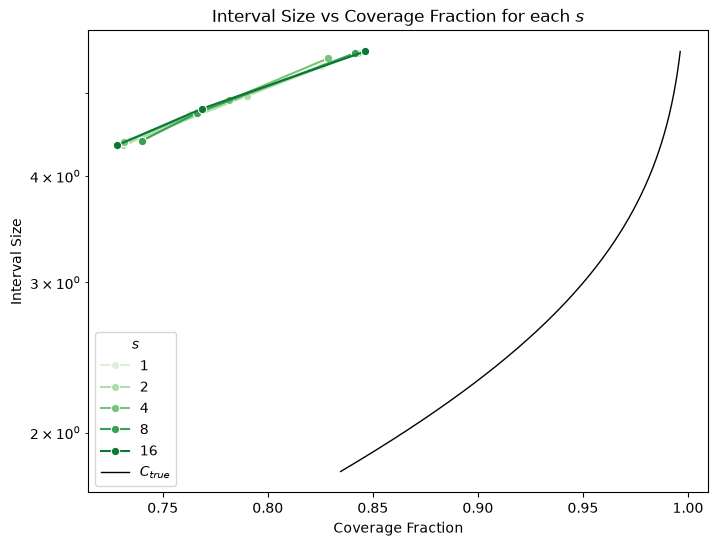 Interval Size vs Coverage Fraction for each s
Interval Size
4 × 10⁰
3 × 10⁰
2 × 10⁰
s
1
2
4
8
16
C_true
0.75 0.80 0.85 0.90 0.95 1.00
Coverage Fraction